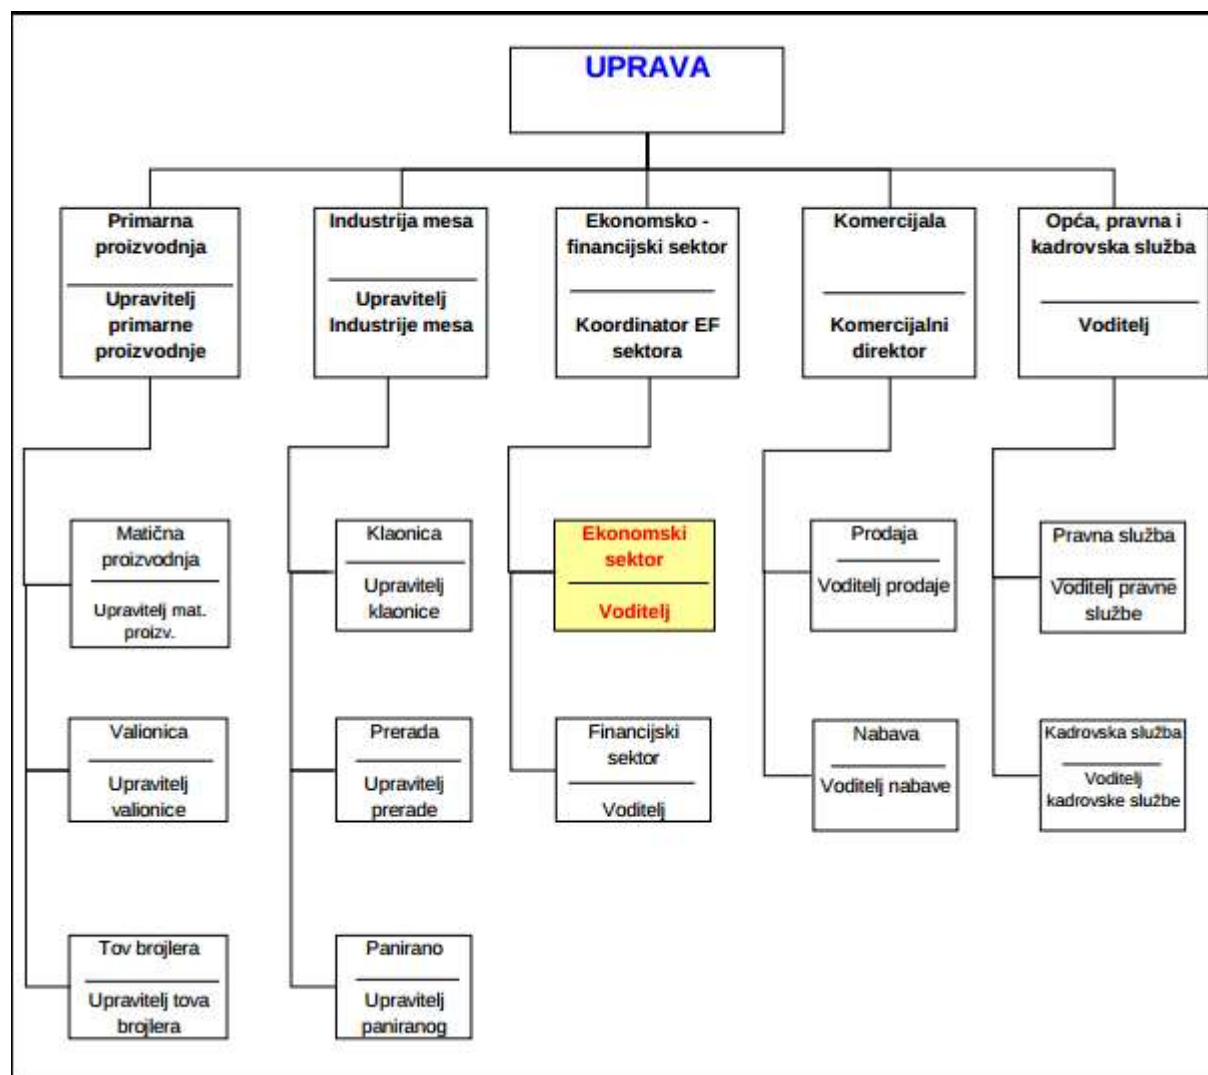 UPRAVA
Primarna
proizvodnja
Upravitelj
primarne
proizvodnje
Industrija mesa
Upravitelj
Industrije mesa
Ekonomsko -
financijski sektor
Koordinator EF
sektora
Komercijala
Komercijalni
direktor
Opća, pravna i
kadrovska služba
Voditelj
Matična
proizvodnja
Upravitelj mat.
proizv.
Klaonica
Upravitelj
klaonice
Ekonomski
sektor
Voditelj
Prodaja
Voditelj prodaje
Pravna služba
Voditelj pravne
službe
Valionica
Upravitelj
valionice
Prerada
Upravitelj
prerade
Financijski
sektor
Voditelj
Nabava
Voditelj nabave
Kadrovska služba
Voditelj
kadrovske službe
Tov brojlera
Upravitelj tova
brojlera
Panirano
Upravitelj
paniranog